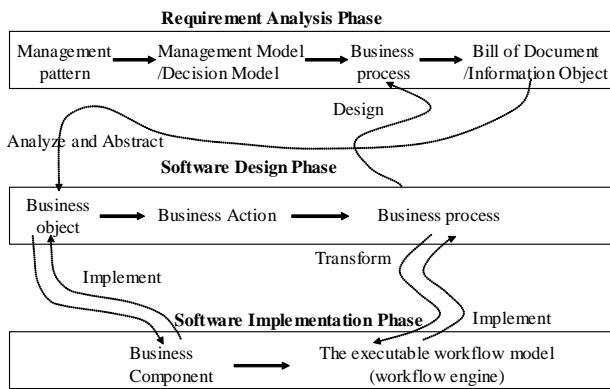 Requirement Analysis Phase
Management pattern
Management Model /Decision Model
Business process
Bill of Document /Information Object
Design
Analyze and Abstract
Software Design Phase
Business object
Business Action
Business process
Transform
Implement
Implement
Software Implementation Phase
Business Component
The executable workflow model (workflow engine)